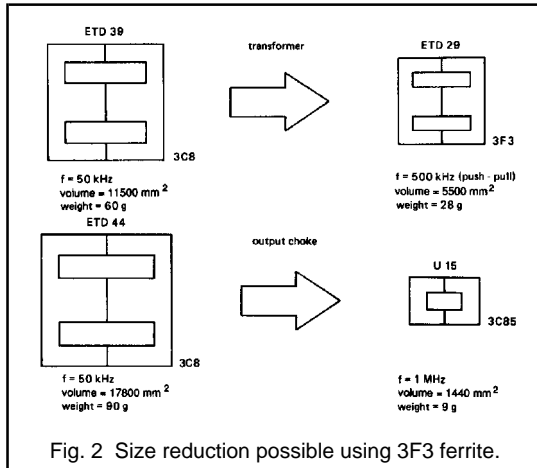 ETD 39
transformer
ETD 29
3C8
3F3
f = 50 kHz
volume = 11500 mm²
weight = 60 g
f = 500 kHz (push - pull)
volume = 5500 mm²
weight = 28 g
ETD 44
output choke
U 15
3C8
3C85
f = 50 kHz
volume = 17800 mm²
weight = 90 g
f = 1 MHz
volume = 1440 mm²
weight = 9 g
Fig. 2 Size reduction possible using 3F3 ferrite.